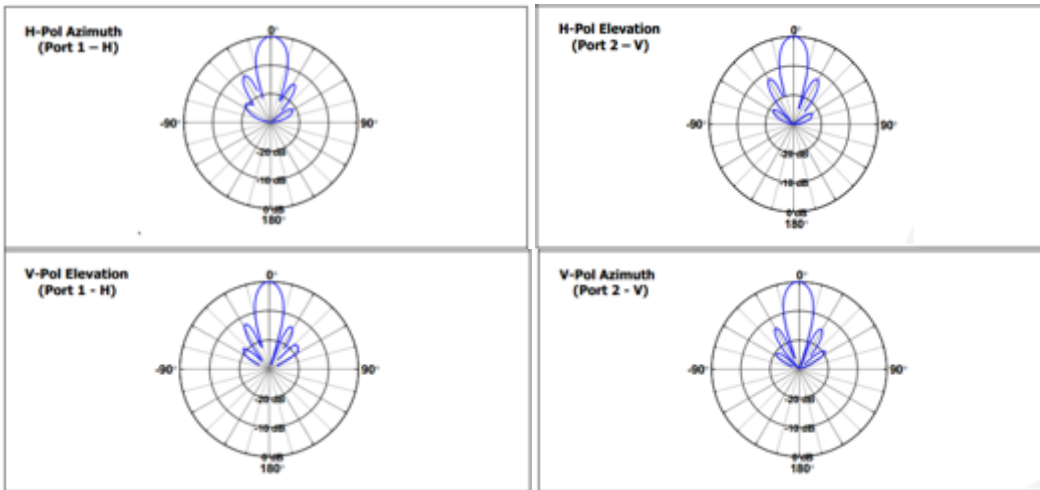 H-Pol Azimuth
(Port 1 – H)
0°
-90°
90°
-20 dB
-10 dB
0 dB
180°
H-Pol Elevation
(Port 2 – V)
0°
-90°
90°
-20 dB
-10 dB
0 dB
180°
V-Pol Elevation
(Port 1 - H)
0°
-90°
90°
-20 dB
-10 dB
0 dB
180°
V-Pol Azimuth
(Port 2 - V)
0°
-90°
90°
-20 dB
-10 dB
0 dB
180°